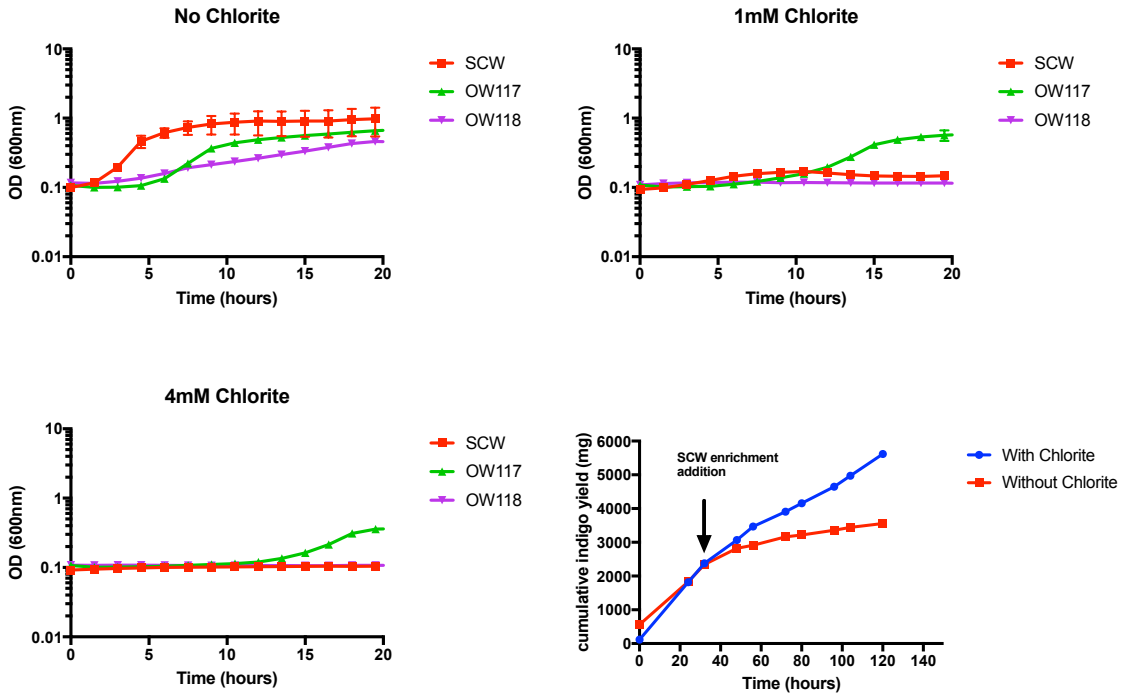 No Chlorite
OD (600nm)
10
1
0.1
0.01
0 5 10 15 20
Time (hours)
SCW
OW117
OW118
1mM Chlorite
OD (600nm)
10
1
0.1
0.01
0 5 10 15 20
Time (hours)
SCW
OW117
OW118
4mM Chlorite
OD (600nm)
10
1
0.1
0.01
0 5 10 15 20
Time (hours)
SCW
OW117
OW118
cumulative indigo yield (mg)
6000
5000
4000
3000
2000
1000
0
0 20 40 60 80 100 120 140
Time (hours)
SCW enrichment
addition
With Chlorite
Without Chlorite